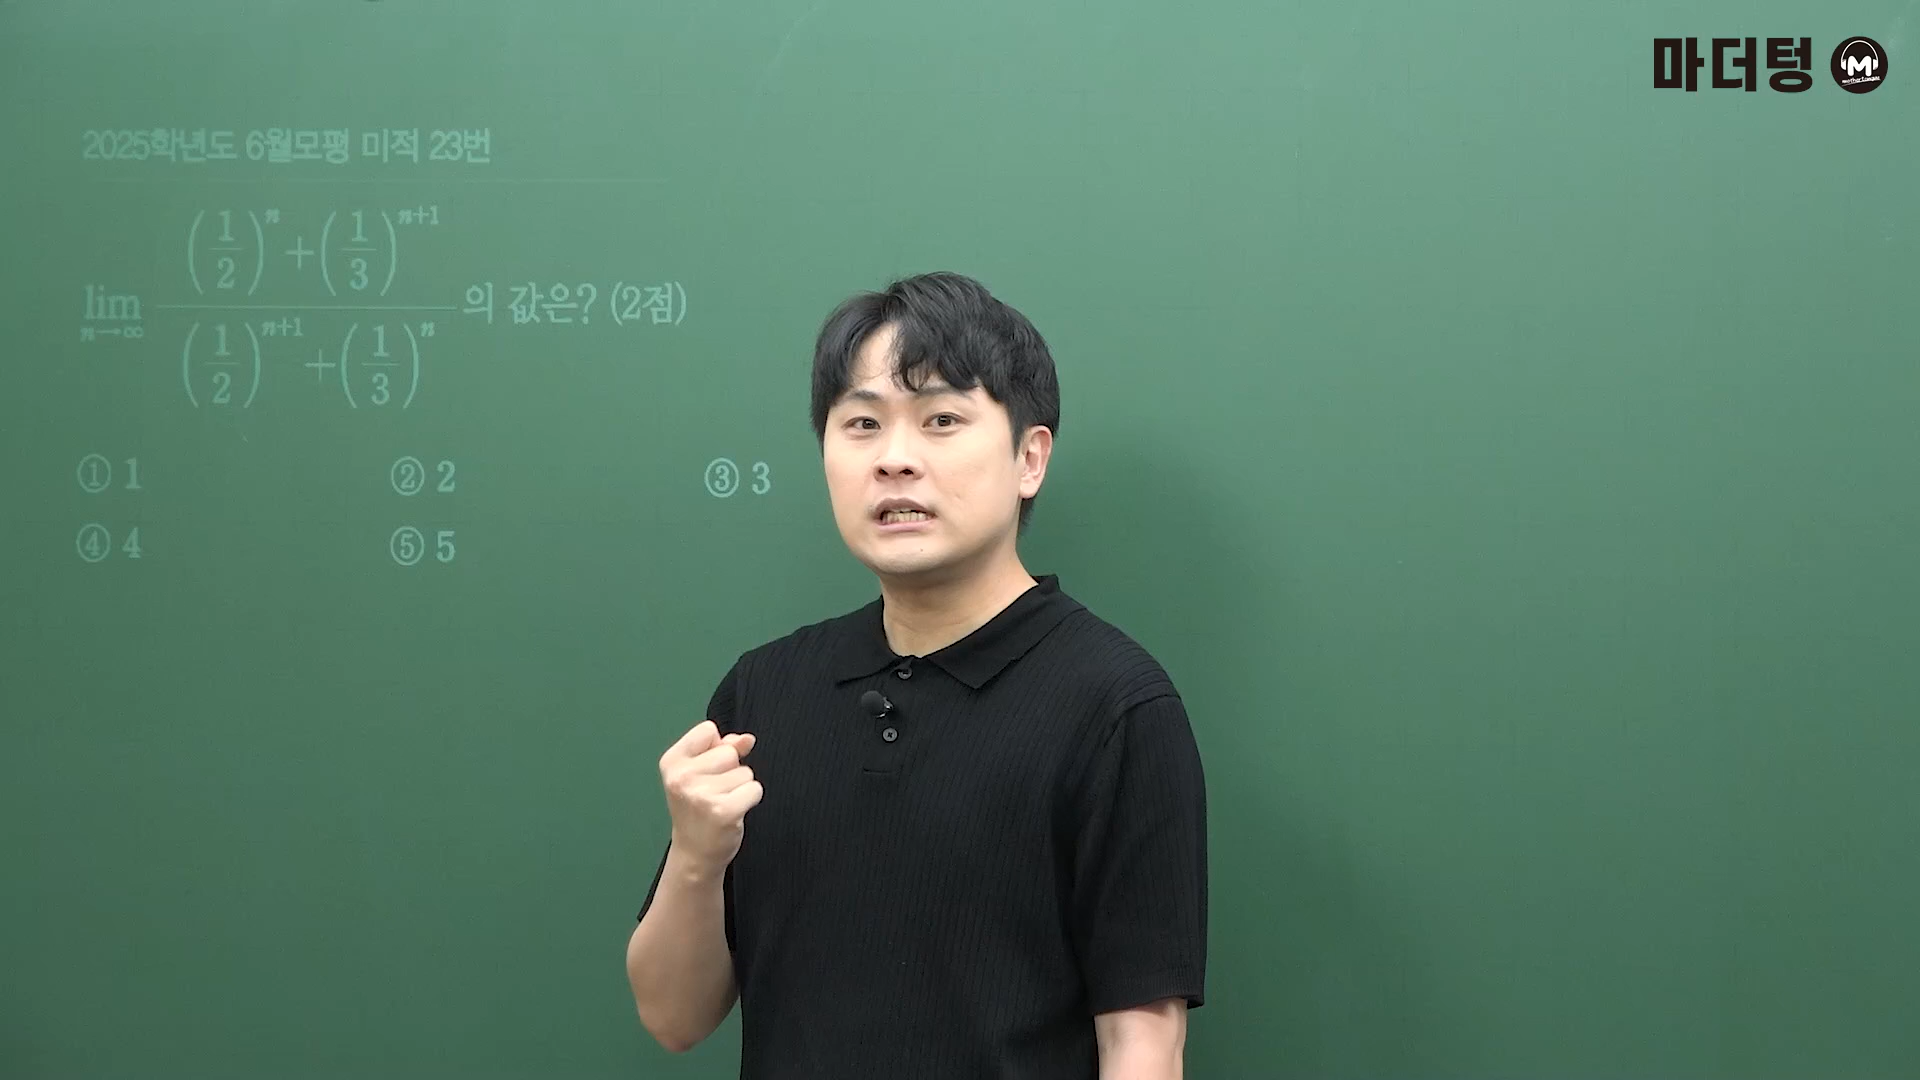 마더텅 M
2025학년도 6월모평 미적 23번
lim n→∞ ((1/2)^n + (1/3)^(n+1)) / ((1/2)^(n+1) + (1/3)^n) 의 값은? (2점)
① 1 ② 2 ③ 3
④ 4 ⑤ 5